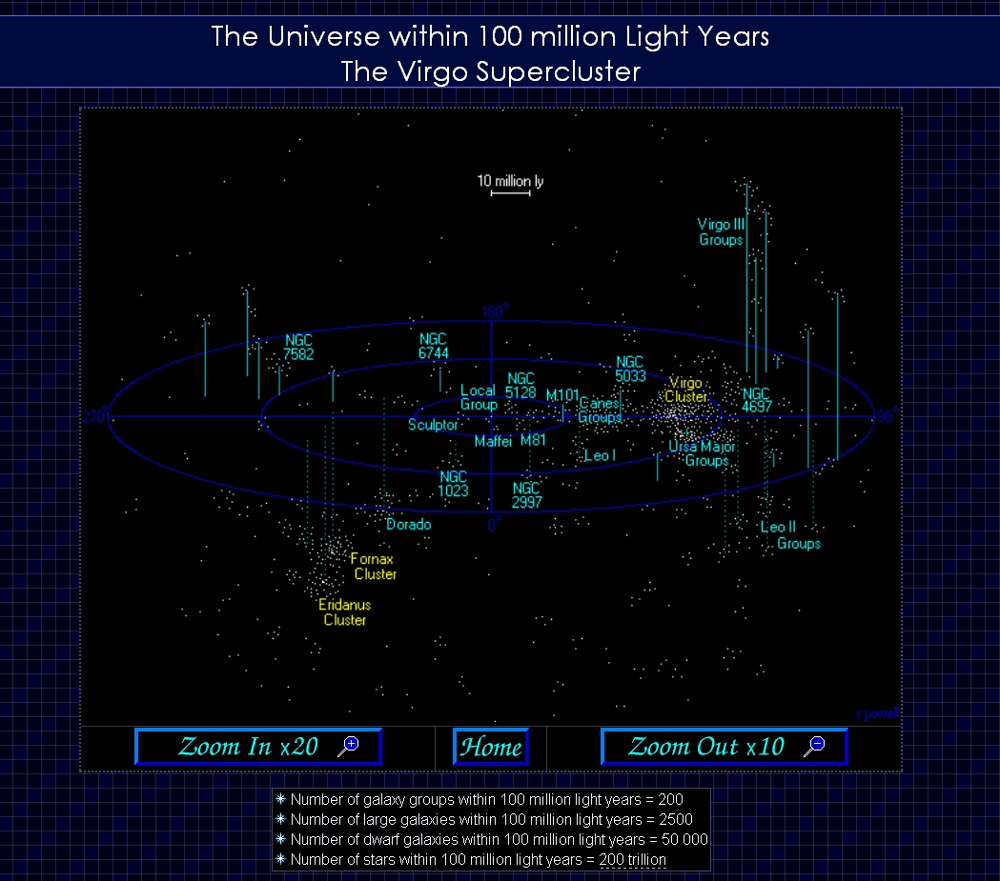 The Universe within 100 million Light Years
The Virgo Supercluster
10 million ly
Virgo III
Groups
180°
NGC
7582
NGC
6744
NGC
5033
NGC
5128
Virgo
Cluster
Local
Group
M101
Canes
Groups
NGC
4697
270°
90°
Sculptor
Maffei
M81
Leo I
Ursa Major
Groups
NGC
1023
NGC
2997
0°
Dorado
Leo II
Groups
Fornax
Cluster
Eridanus
Cluster
r powell
Zoom In x20
Home
Zoom Out x10
Number of galaxy groups within 100 million light years = 200
Number of large galaxies within 100 million light years = 2500
Number of dwarf galaxies within 100 million light years = 50 000
Number of stars within 100 million light years = 200 trillion